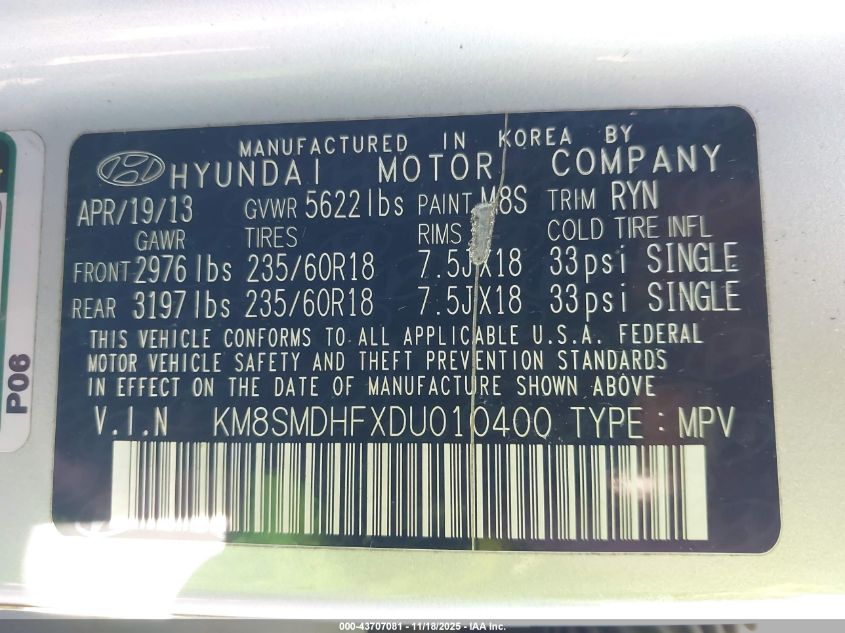 MANUFACTURED IN KOREA BY
HYUNDAI MOTOR COMPANY
APR/19/13 GVWR 5622lbs PAINT M8S TRIM RYN
GAWR TIRES RIMS COLD TIRE INFL
FRONT 2976lbs 235/60R18 7.5JX18 33psi SINGLE
REAR 3197lbs 235/60R18 7.5JX18 33psi SINGLE
THIS VEHICLE CONFORMS TO ALL APPLICABLE U.S.A. FEDERAL
MOTOR VEHICLE SAFETY AND THEFT PREVENTION STANDARDS
IN EFFECT ON THE DATE OF MANUFACTURE SHOWN ABOVE.
V.I.N KM8SMDHFXDU010400 TYPE : MPV
P06
000-43707081 - 11/18/2025 - IAA Inc.